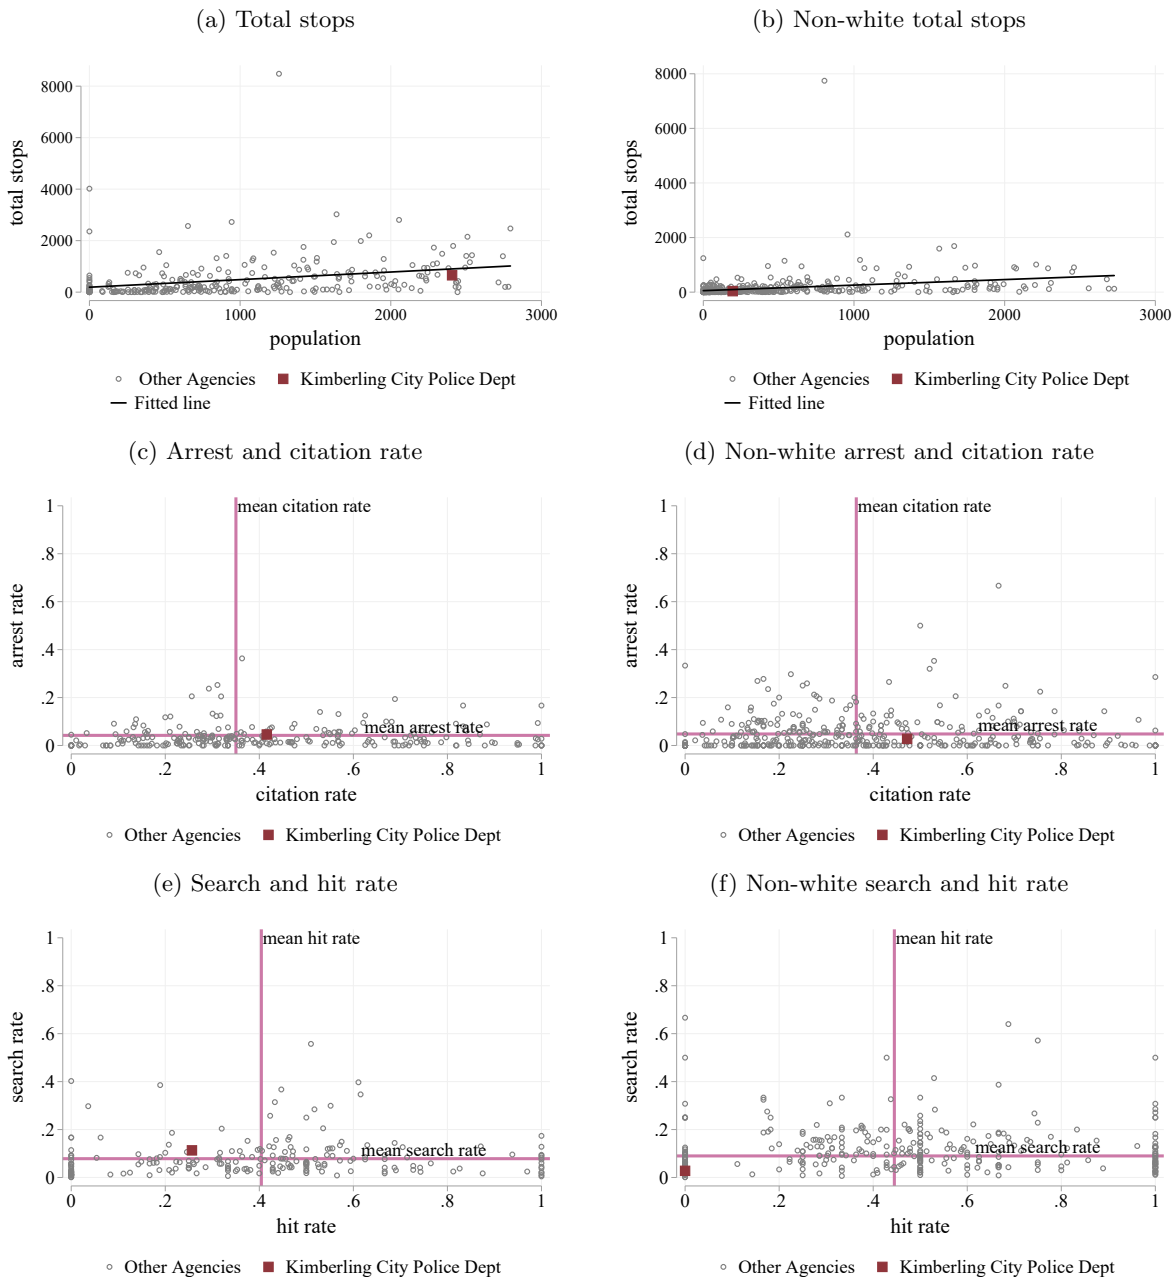 (a) Total stops
(b) Non-white total stops
total stops
8000
6000
4000
2000
0
0 1000 2000 3000
population
Other Agencies Kimberling City Police Dept
Fitted line
total stops
8000
6000
4000
2000
0
0 1000 2000 3000
population
Other Agencies Kimberling City Police Dept
Fitted line
(c) Arrest and citation rate
(d) Non-white arrest and citation rate
arrest rate
1
.8
.6
.4
.2
0
mean citation rate
mean arrest rate
0 .2 .4 .6 .8 1
citation rate
Other Agencies Kimberling City Police Dept
arrest rate
1
.8
.6
.4
.2
0
mean citation rate
mean arrest rate
0 .2 .4 .6 .8 1
citation rate
Other Agencies Kimberling City Police Dept
(e) Search and hit rate
(f) Non-white search and hit rate
search rate
1
.8
.6
.4
.2
0
mean hit rate
mean search rate
0 .2 .4 .6 .8 1
hit rate
Other Agencies Kimberling City Police Dept
search rate
1
.8
.6
.4
.2
0
mean hit rate
mean search rate
0 .2 .4 .6 .8 1
hit rate
Other Agencies Kimberling City Police Dept